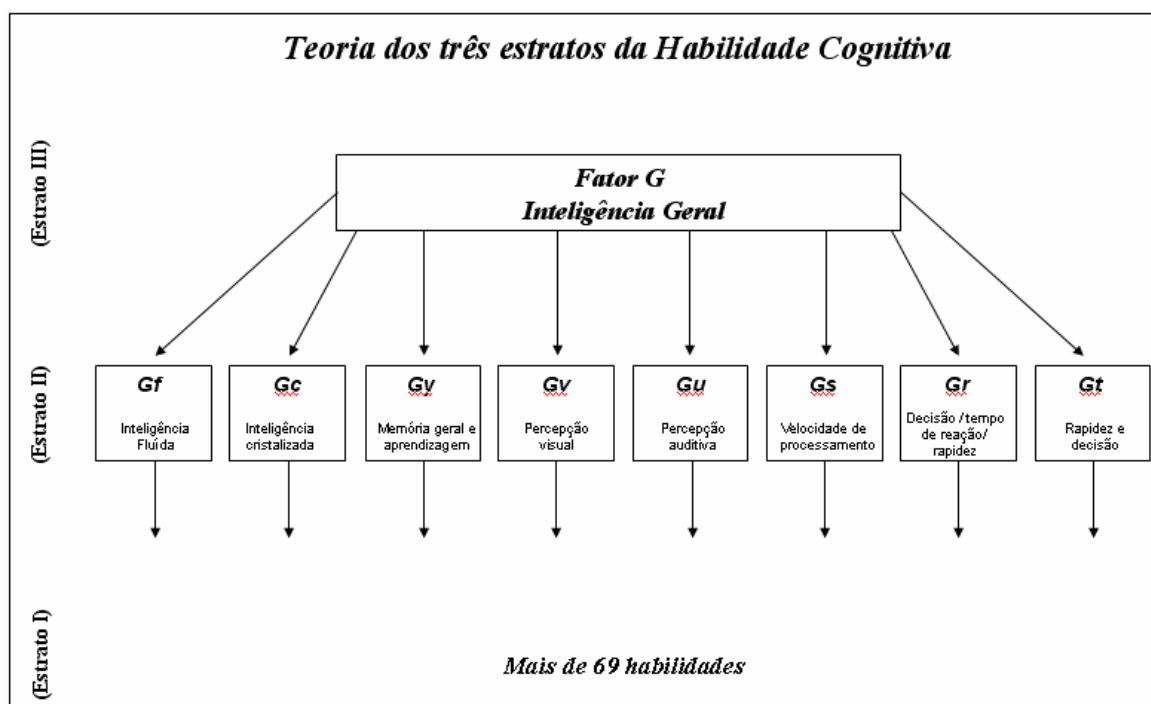 Teoria dos três estratos da Habilidade Cognitiva
(Estrato III)
Fator G
Inteligência Geral
(Estrato II)
Gf
Inteligência
Fluída
Gc
Inteligência
cristalizada
Gy
Memória geral e
aprendizagem
Gv
Percepção
visual
Gu
Percepção
auditiva
Gs
Velocidade de
processamento
Gr
Decisão /tempo
de reação/
rapidez
Gt
Rapidez e
decisão
(Estrato I)
Mais de 69 habilidades